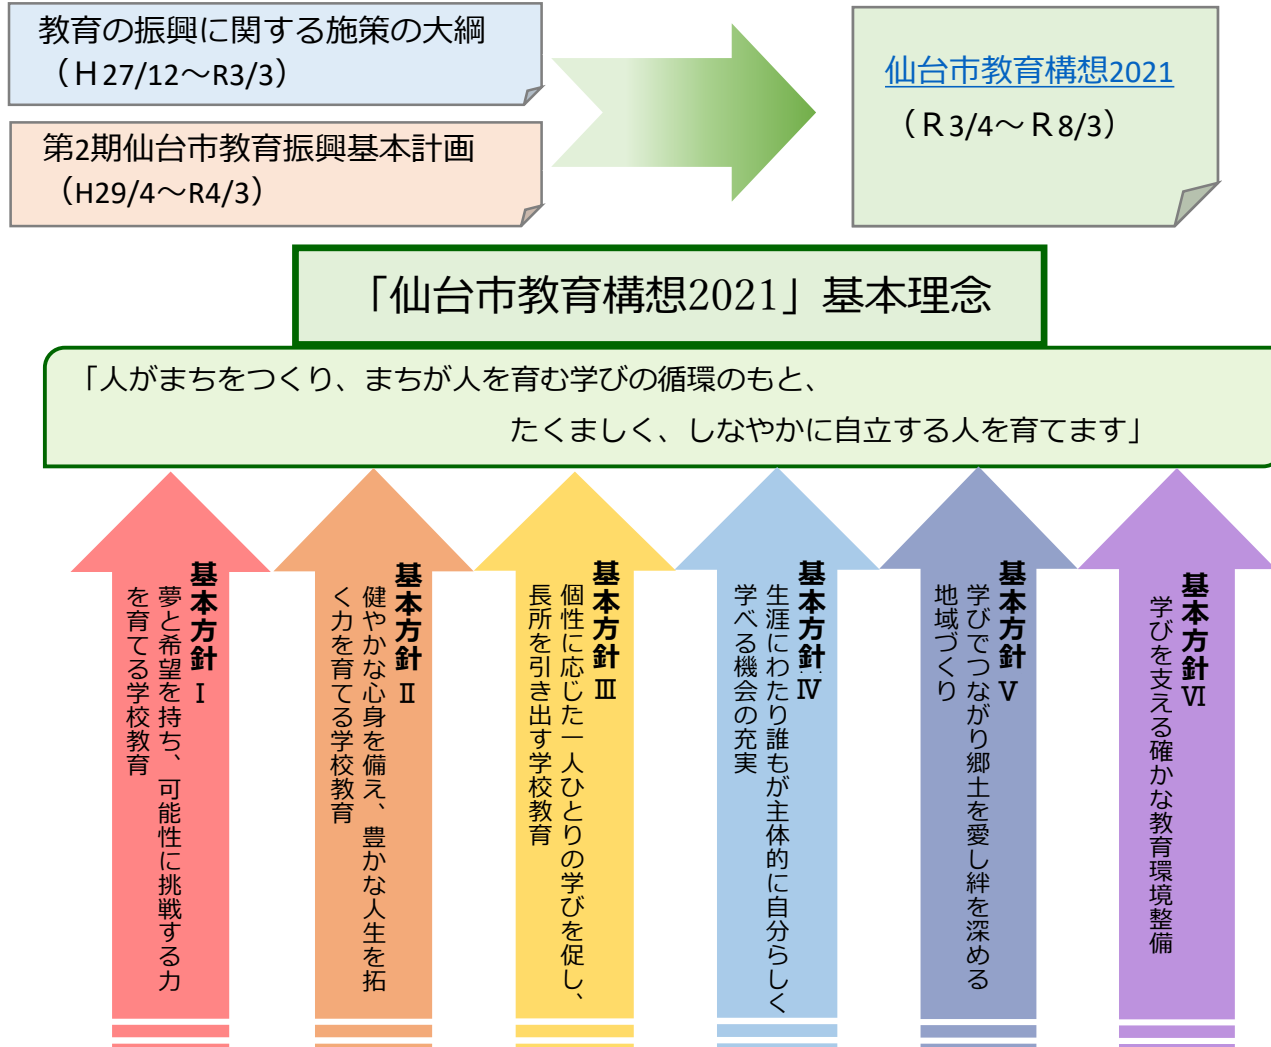 教育の振興に関する施策の大綱
（Ｈ27/12～R3/3）
第2期仙台市教育振興基本計画
（H29/4～R4/3）
仙台市教育構想2021
（Ｒ3/4～Ｒ8/3）
「仙台市教育構想2021」基本理念
「人がまちをつくり、まちが人を育む学びの循環のもと、
たくましく、しなやかに自立する人を育てます」
基本方針Ⅰ
夢と希望を持ち、可能性に挑戦する力
を育てる学校教育
基本方針Ⅱ
健やかな心身を備え、豊かな人生を拓
く力を育てる学校教育
基本方針Ⅲ
個性に応じた一人ひとりの学びを促し、
長所を引き出す学校教育
基本方針Ⅳ
生涯にわたり誰もが主体的に自分らしく
学べる機会の充実
基本方針Ⅴ
学びでつながり郷土を愛し絆を深める
地域づくり
基本方針Ⅵ
学びを支える確かな教育環境整備